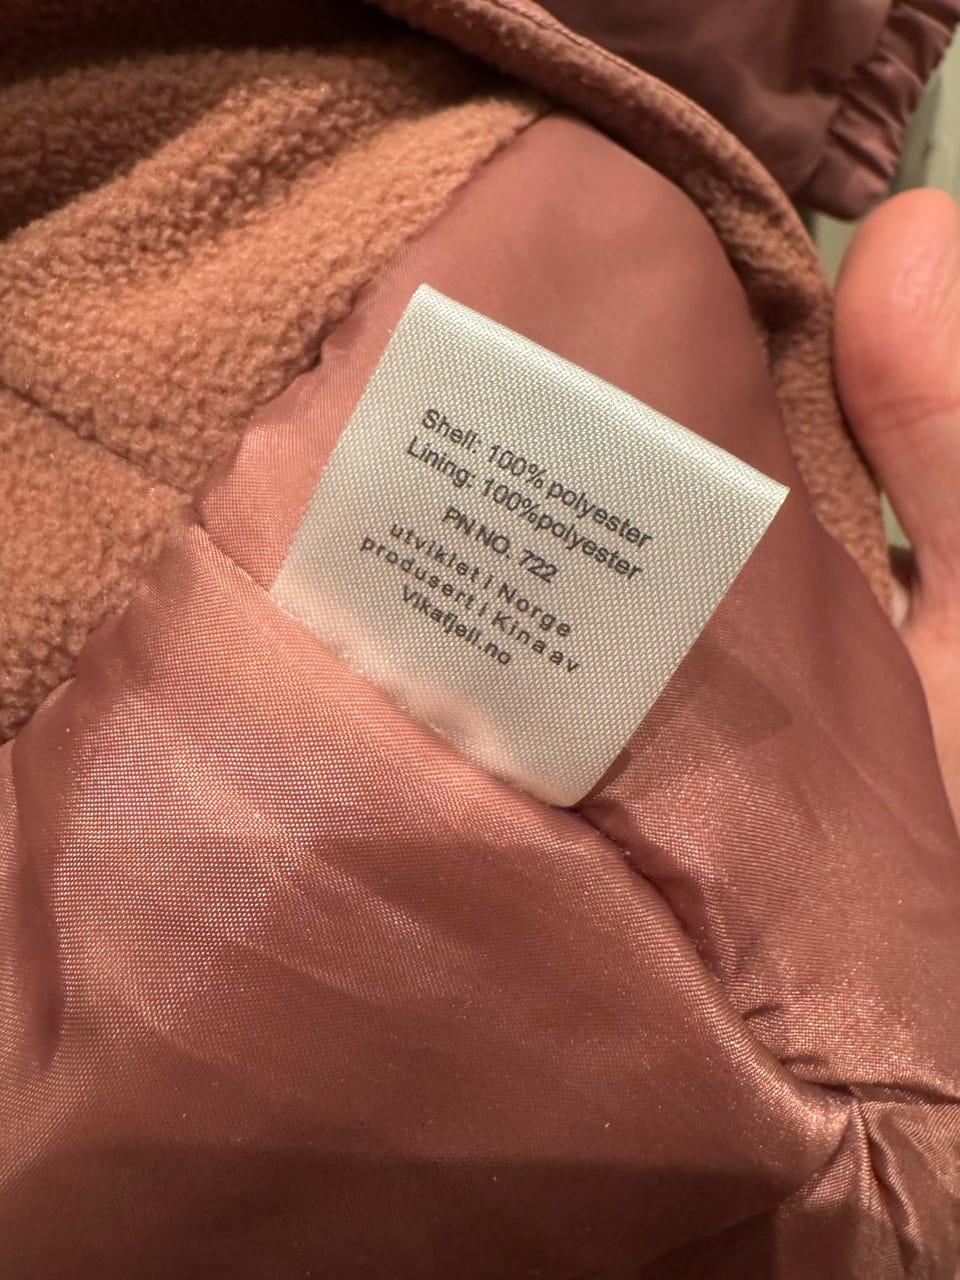 Shell: 100% polyester
Lining: 100%polyester
PN NO. 722
utviklet i Norge
produsert i Kina av
Vikafjell.no